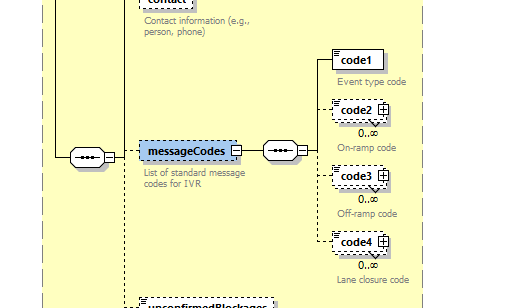 contact
Contact information (e.g.,
person, phone)
messageCodes
List of standard message
codes for IVR
code1
Event type code
code2
0..∞
On-ramp code
code3
0..∞
Off-ramp code
code4
0..∞
Lane closure code
unconfirmedBlockages